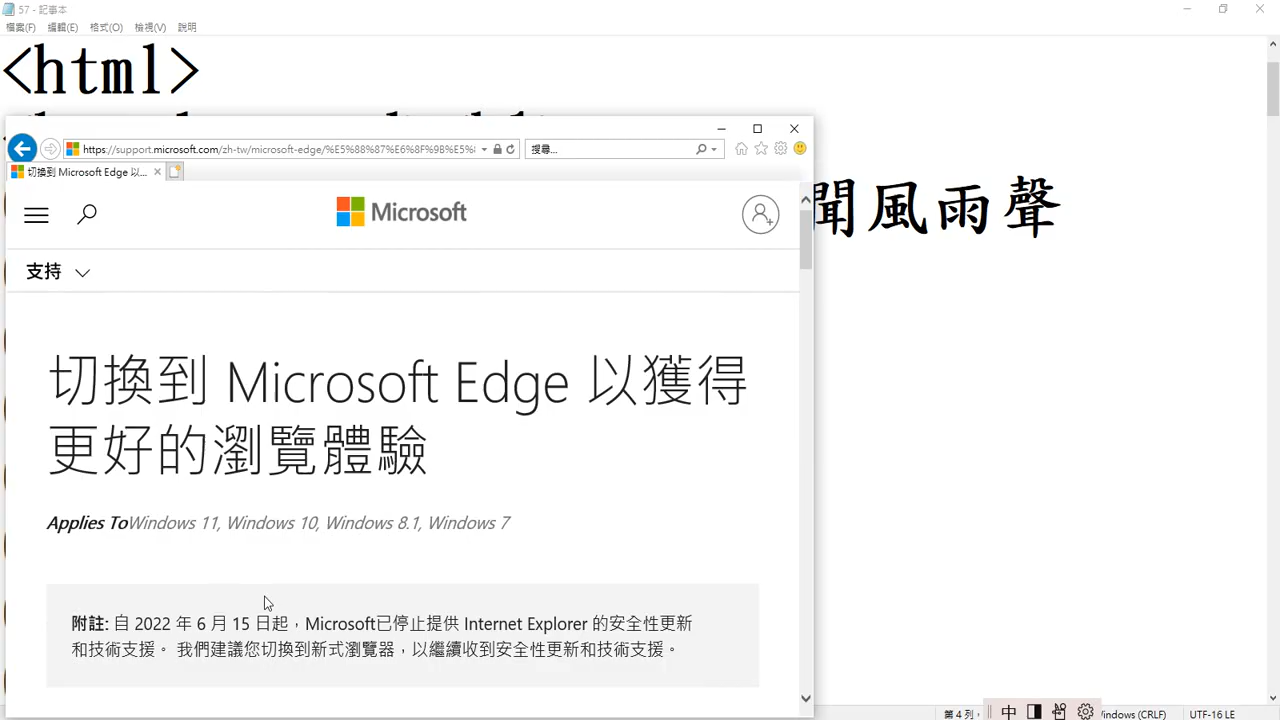 57 - 記事本
檔案(F) 編輯(E) 格式(O) 檢視(V) 說明
<html>
https://support.microsoft.com/zh-tw/microsoft-edge/%E5%88%87%E6%8F%9B%E5%
搜尋...
切換到 Microsoft Edge 以...
Microsoft
聞風雨聲
支持
切換到 Microsoft Edge 以獲得
更好的瀏覽體驗
Applies ToWindows 11, Windows 10, Windows 8.1, Windows 7
附註: 自 2022 年 6 月 15 日起，Microsoft已停止提供 Internet Explorer 的安全性更新
和技術支援。 我們建議您切換到新式瀏覽器，以繼續收到安全性更新和技術支援。
第 4 列，
中
indows (CRLF)
UTF-16 LE